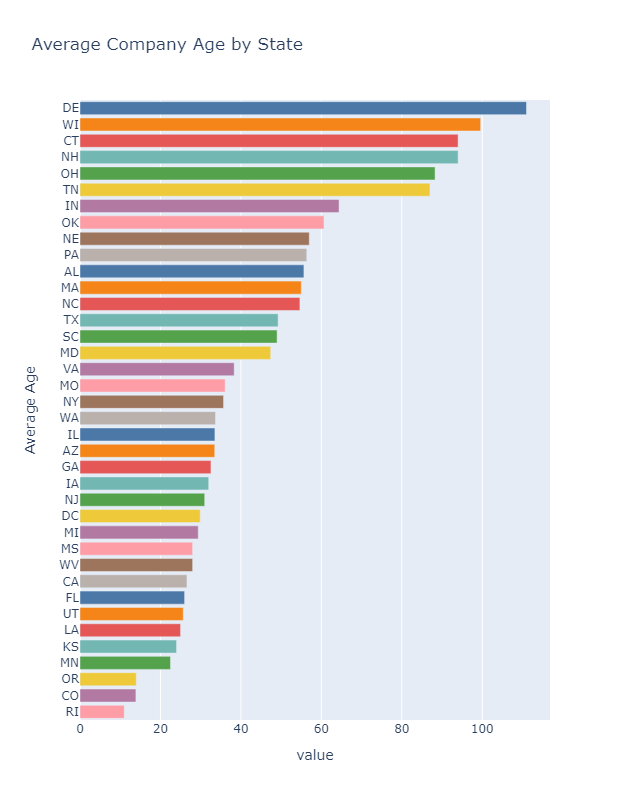 Average Company Age by State
DE
WI
CT
NH
OH
TN
IN
OK
NE
PA
AL
MA
NC
TX
SC
MD
VA
MO
NY
WA
IL
AZ
GA
IA
NJ
DC
MI
MS
WV
CA
FL
UT
LA
KS
MN
OR
CO
RI
Average Age
0 20 40 60 80 100
value